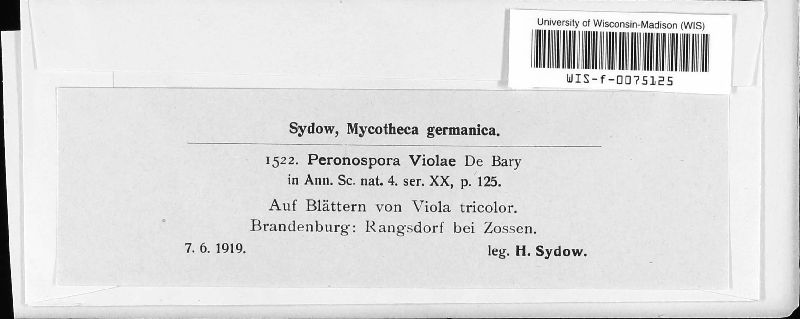 University of Wisconsin-Madison (WIS)
WIS-f-0075125
Sydow, Mycotheca germanica.
1522. Peronospora Violae De Bary
in Ann. Sc. nat. 4. ser. XX, p. 125.
Auf Blättern von Viola tricolor.
Brandenburg: Rangsdorf bei Zossen.
7. 6. 1919. leg. H. Sydow.